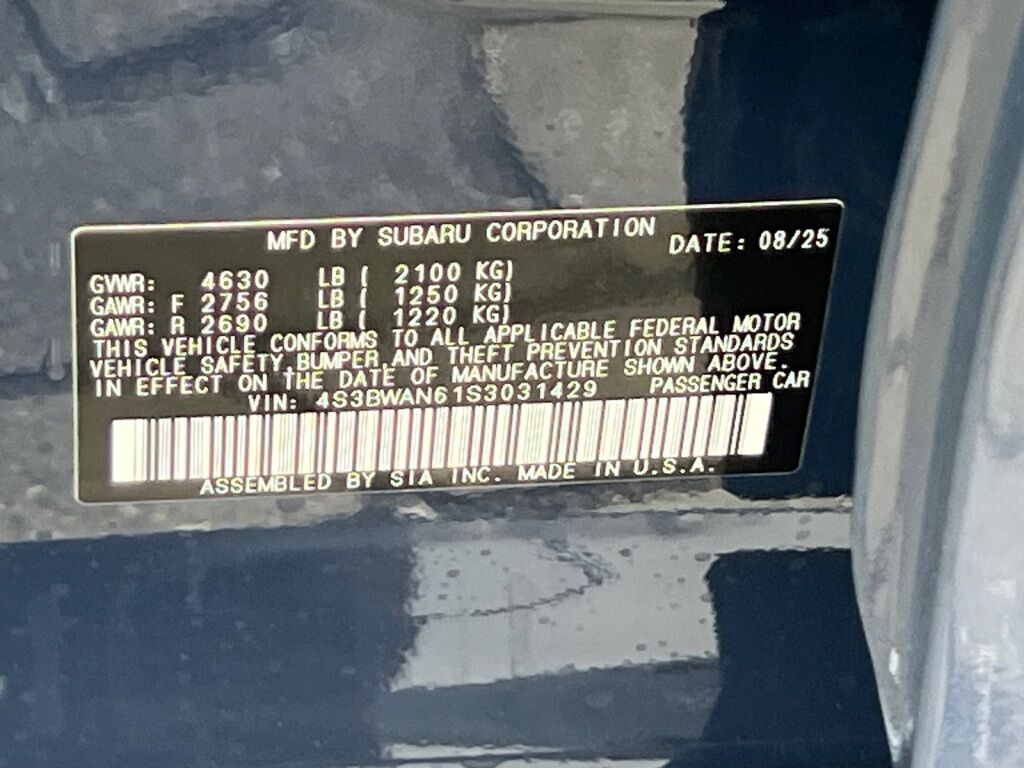 MFD BY SUBARU CORPORATION DATE: 08/25
GVWR: 4630 LB ( 2100 KG)
GAWR: F 2756 LB ( 1250 KG)
GAWR: R 2690 LB ( 1220 KG)
THIS VEHICLE CONFORMS TO ALL APPLICABLE FEDERAL MOTOR
VEHICLE SAFETY,BUMPER,AND THEFT PREVENTION STANDARDS
IN EFFECT ON THE DATE OF MANUFACTURE SHOWN ABOVE.
VIN: 4S3BWAN61S3031429 PASSENGER CAR
ASSEMBLED BY SIA INC. MADE IN U.S.A.